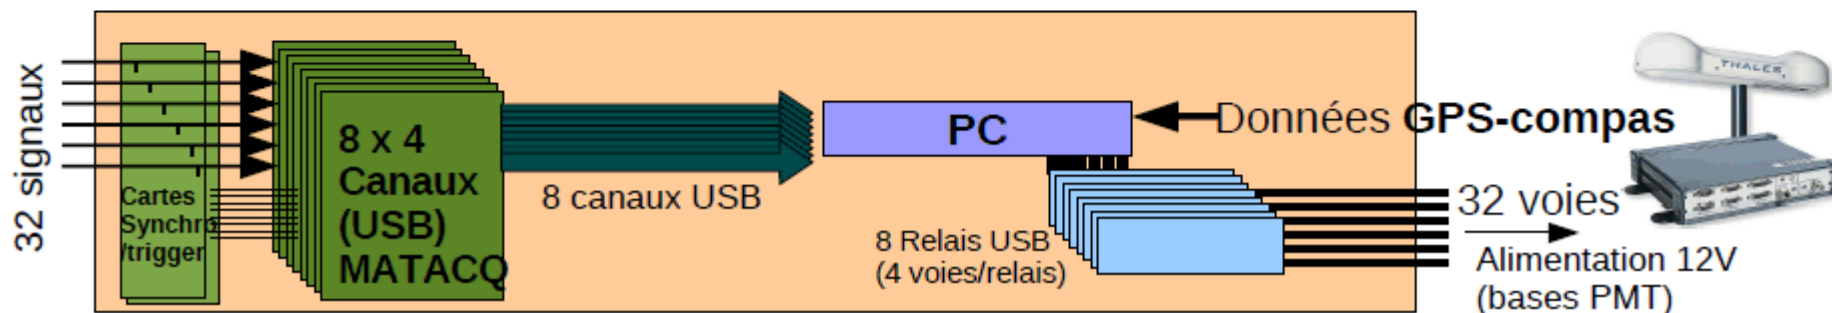 32 signaux
Cartes
Synchro
/trigger
8 x 4
Canaux
(USB)
MATACQ
8 canaux USB
PC
Données GPS-compas
8 Relais USB
(4 voies/relais)
32 voies
Alimentation 12V
(bases PMT)
THALES